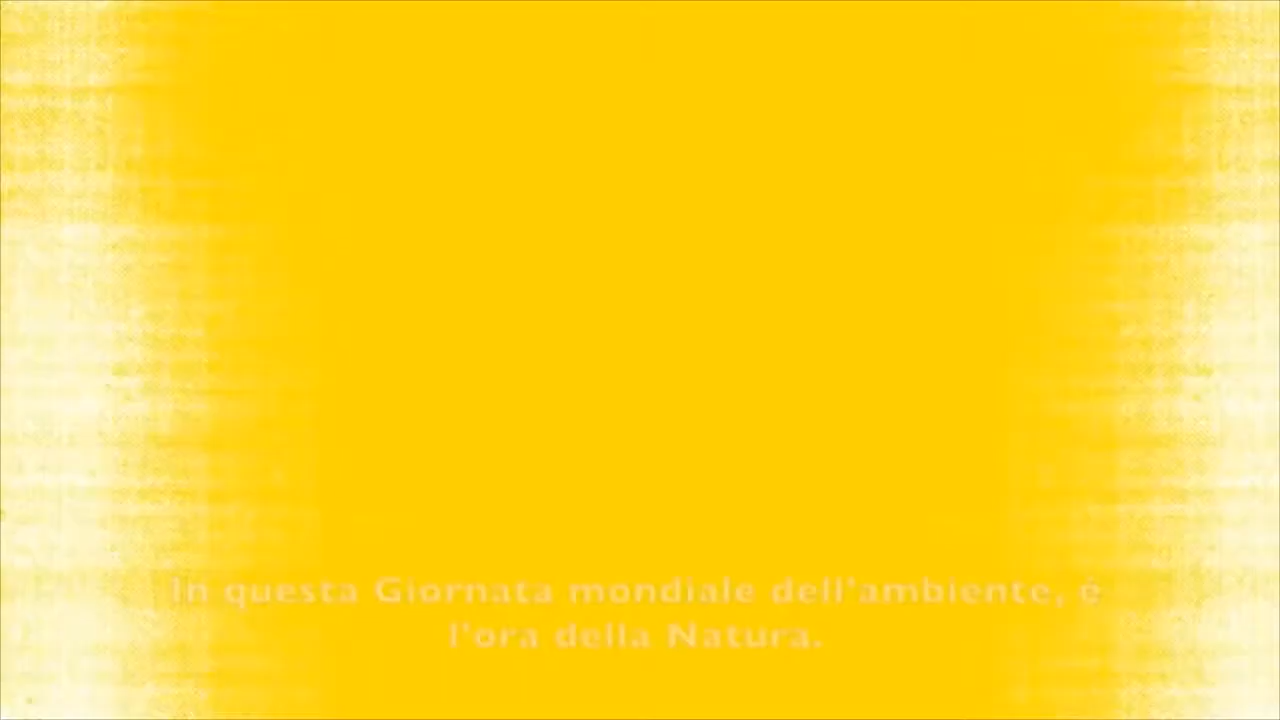 In questa Giornata mondiale dell'ambiente, è
l'ora della Natura.